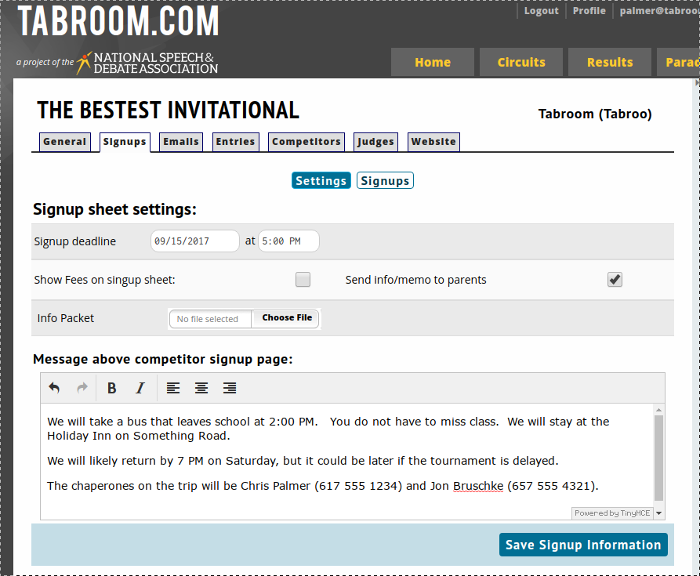 TABROOM.COM
Logout Profile palmer@tabroo
a project of the NATIONAL SPEECH &
DEBATE ASSOCIATION
Home Circuits Results Parad
THE BESTEST INVITATIONAL
Tabroom (Tabroo)
General Signups Emails Entries Competitors Judges Website
Settings Signups
Signup sheet settings:
Signup deadline 09/15/2017 at 5:00 PM
Show Fees on singup sheet: Send info/memo to parents
Info Packet No file selected Choose File
Message above competitor signup page:
B I
We will take a bus that leaves school at 2:00 PM. You do not have to miss class. We will stay at the
Holiday Inn on Something Road.
We will likely return by 7 PM on Saturday, but it could be later if the tournament is delayed.
The chaperones on the trip will be Chris Palmer (617 555 1234) and Jon Bruschke (657 555 4321).
Powered by TinyMCE
Save Signup Information